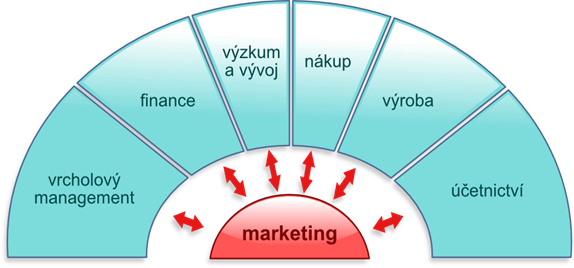 vrcholový
management
finance
výzkum
a vývoj
nákup
výroba
účetnictví
marketing